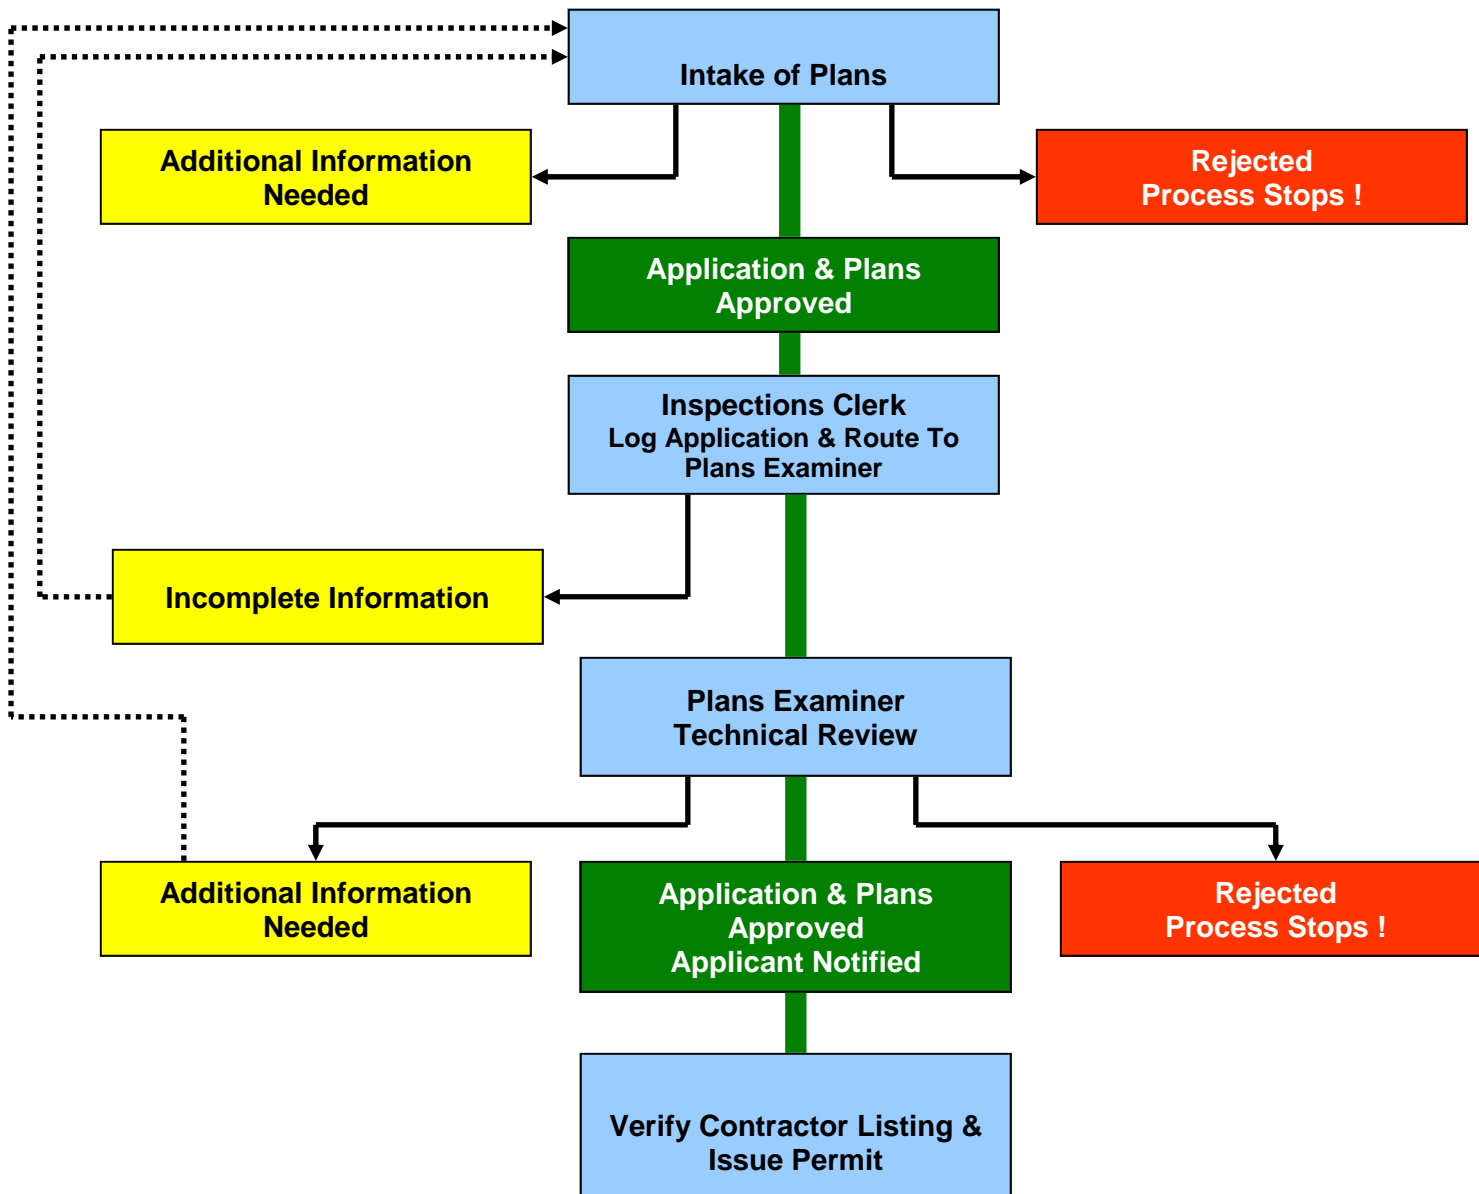 Intake of Plans
Additional Information
Needed
Rejected
Process Stops !
Application & Plans
Approved
Inspections Clerk
Log Application & Route To
Plans Examiner
Incomplete Information
Plans Examiner
Technical Review
Additional Information
Needed
Application & Plans
Approved
Applicant Notified
Rejected
Process Stops !
Verify Contractor Listing &
Issue Permit